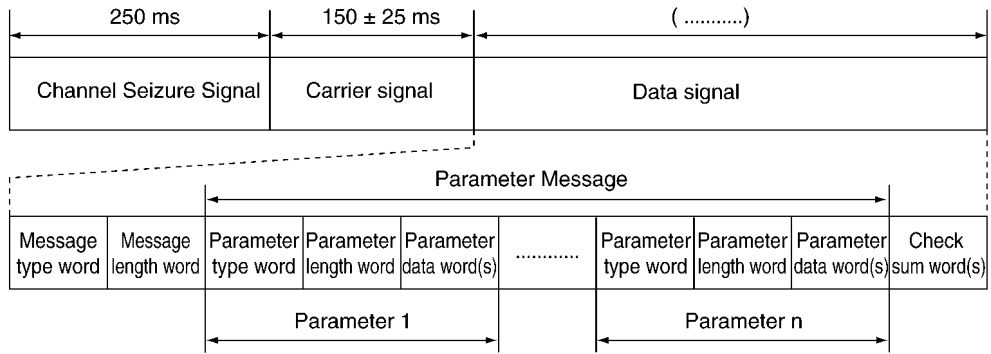 250 ms
150 ± 25 ms
( ...........)
Channel Seizure Signal
Carrier signal
Data signal
Parameter Message
Message
type word
Message
length word
Parameter
type word
Parameter
length word
Parameter
data word(s)
............
Parameter
type word
Parameter
length word
Parameter
data word(s)
Check
sum word(s)
Parameter 1
Parameter n